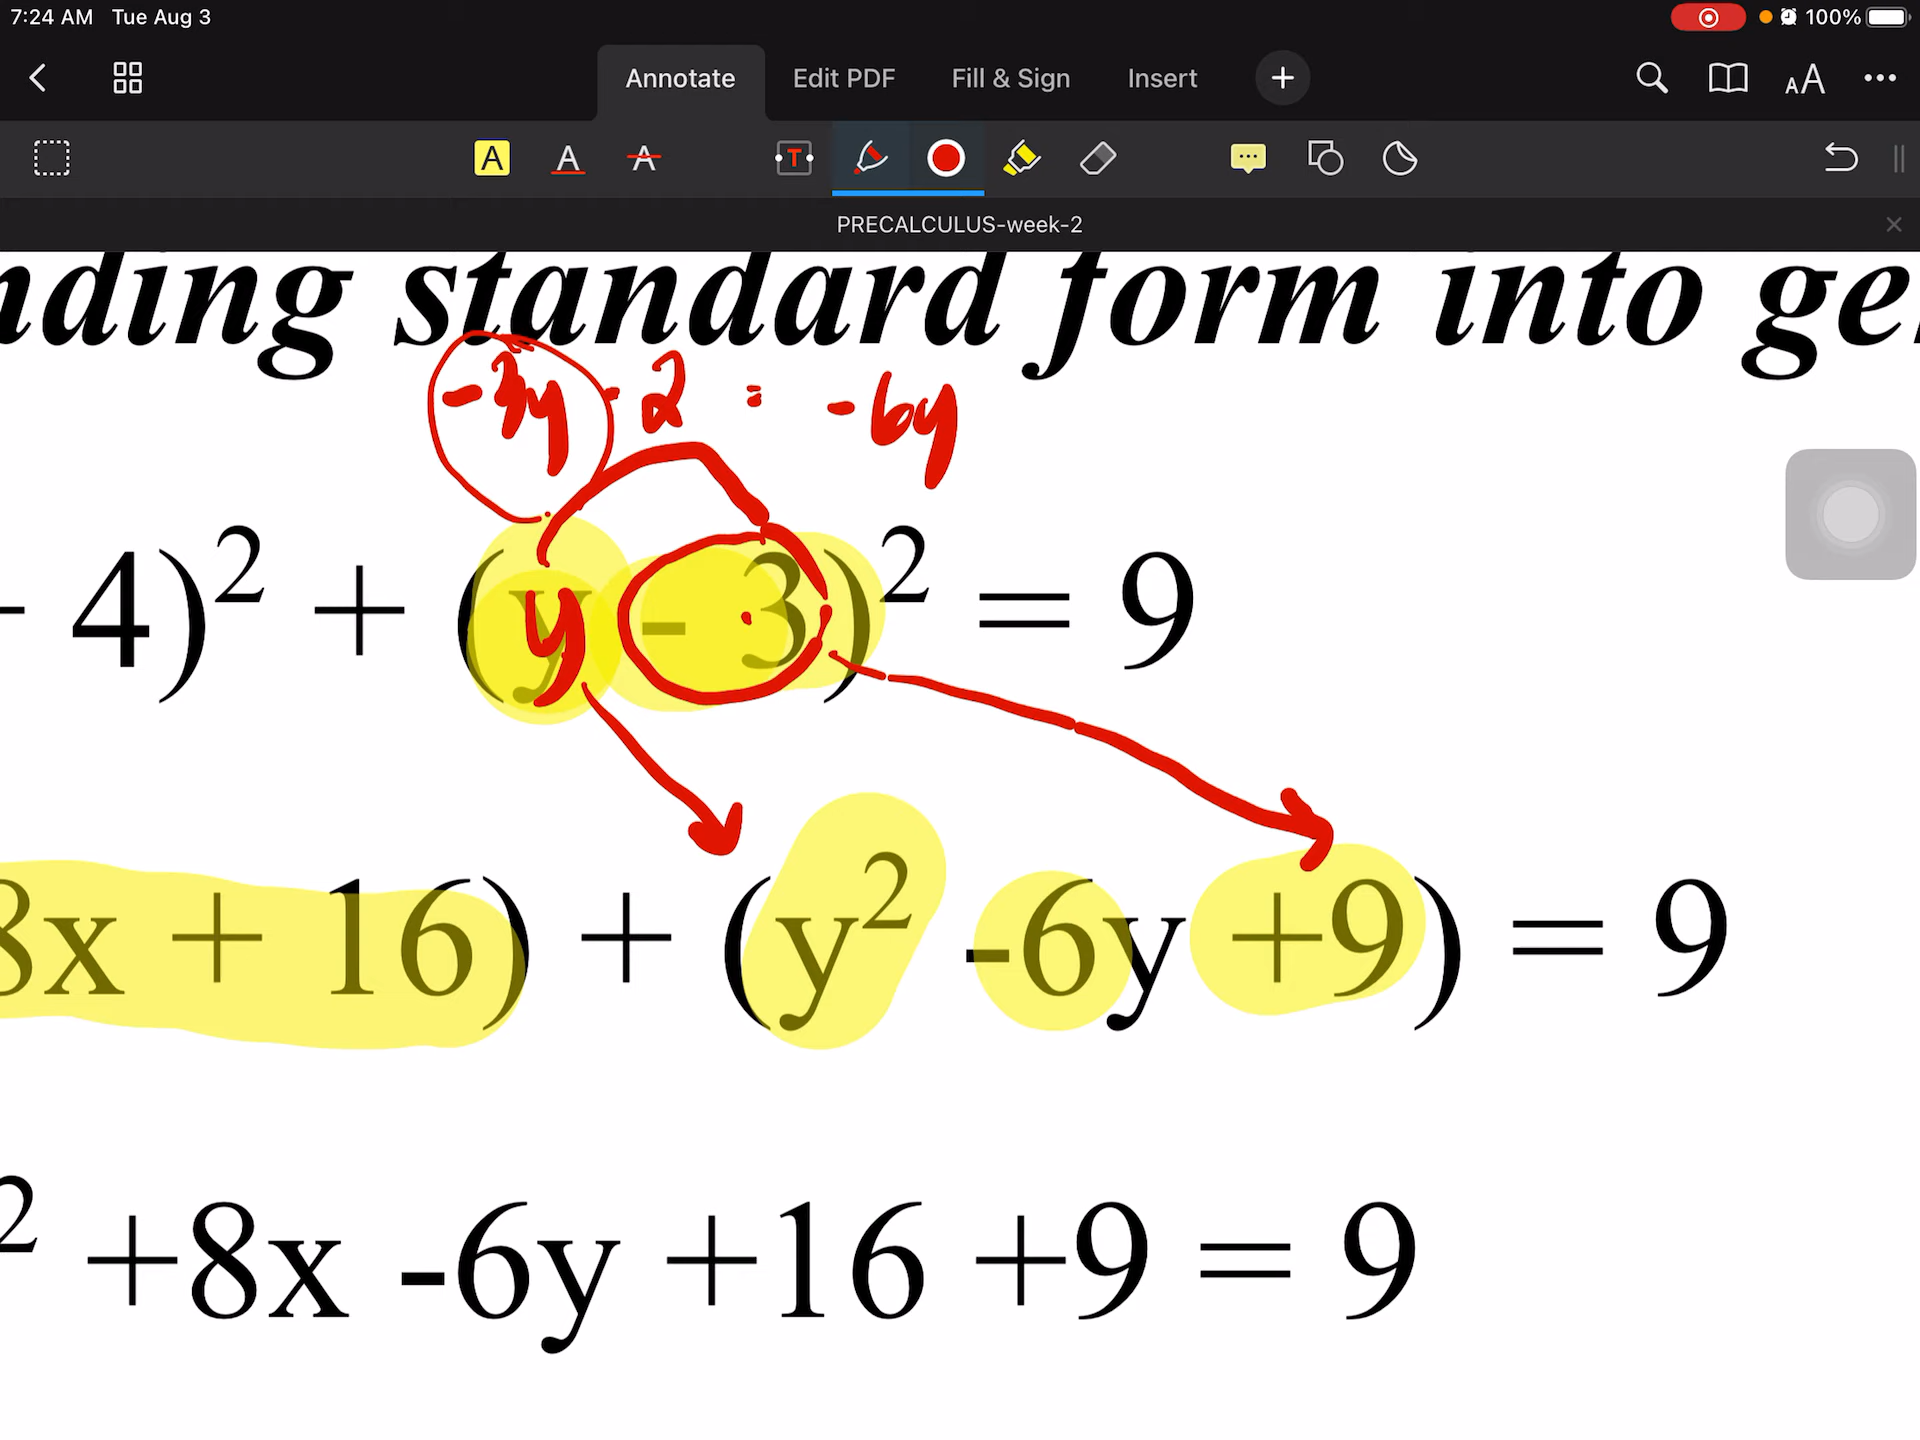 7:24 AM Tue Aug 3 100%
Annotate Edit PDF Fill & Sign Insert + AA
A A A T
PRECALCULUS-week-2
nding standard form into ge
-3y · 2 = -6y
4)² + (y - 3)² = 9
y
8x + 16) + (y² -6y +9) = 9
² +8x -6y +16 +9 = 9